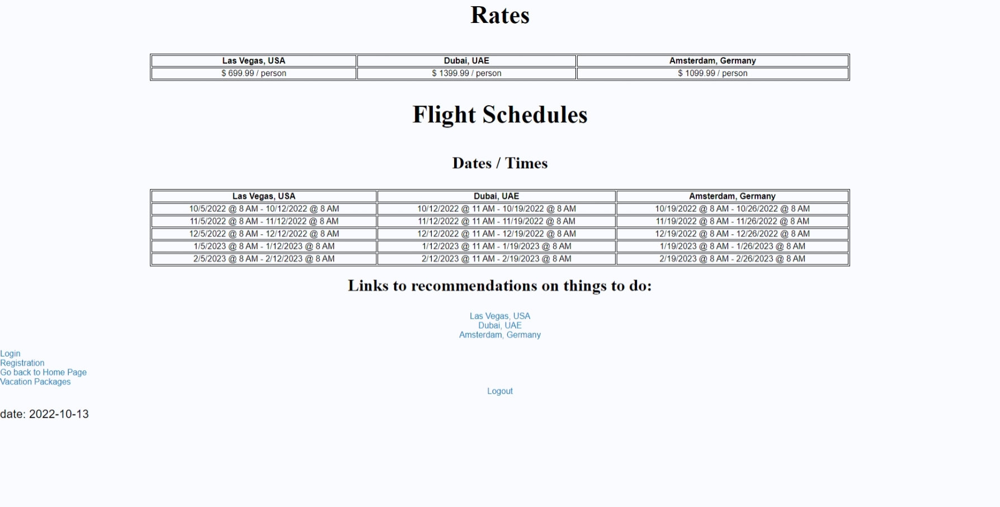 Rates
Las Vegas, USA Dubai, UAE Amsterdam, Germany
$ 699.99 / person $ 1399.99 / person $ 1099.99 / person
Flight Schedules
Dates / Times
Las Vegas, USA Dubai, UAE Amsterdam, Germany
10/5/2022 @ 8 AM - 10/12/2022 @ 8 AM 10/12/2022 @ 11 AM - 10/19/2022 @ 8 AM 10/19/2022 @ 8 AM - 10/26/2022 @ 8 AM
11/5/2022 @ 8 AM - 11/12/2022 @ 8 AM 11/12/2022 @ 11 AM - 11/19/2022 @ 8 AM 11/19/2022 @ 8 AM - 11/26/2022 @ 8 AM
12/5/2022 @ 8 AM - 12/12/2022 @ 8 AM 12/12/2022 @ 11 AM - 12/19/2022 @ 8 AM 12/19/2022 @ 8 AM - 12/26/2022 @ 8 AM
1/5/2023 @ 8 AM - 1/12/2023 @ 8 AM 1/12/2023 @ 11 AM - 1/19/2023 @ 8 AM 1/19/2023 @ 8 AM - 1/26/2023 @ 8 AM
2/5/2023 @ 8 AM - 2/12/2023 @ 8 AM 2/12/2023 @ 11 AM - 2/19/2023 @ 8 AM 2/19/2023 @ 8 AM - 2/26/2023 @ 8 AM
Links to recommendations on things to do:
Las Vegas, USA
Dubai, UAE
Amsterdam, Germany
Login
Registration
Go back to Home Page
Vacation Packages
Logout
date: 2022-10-13